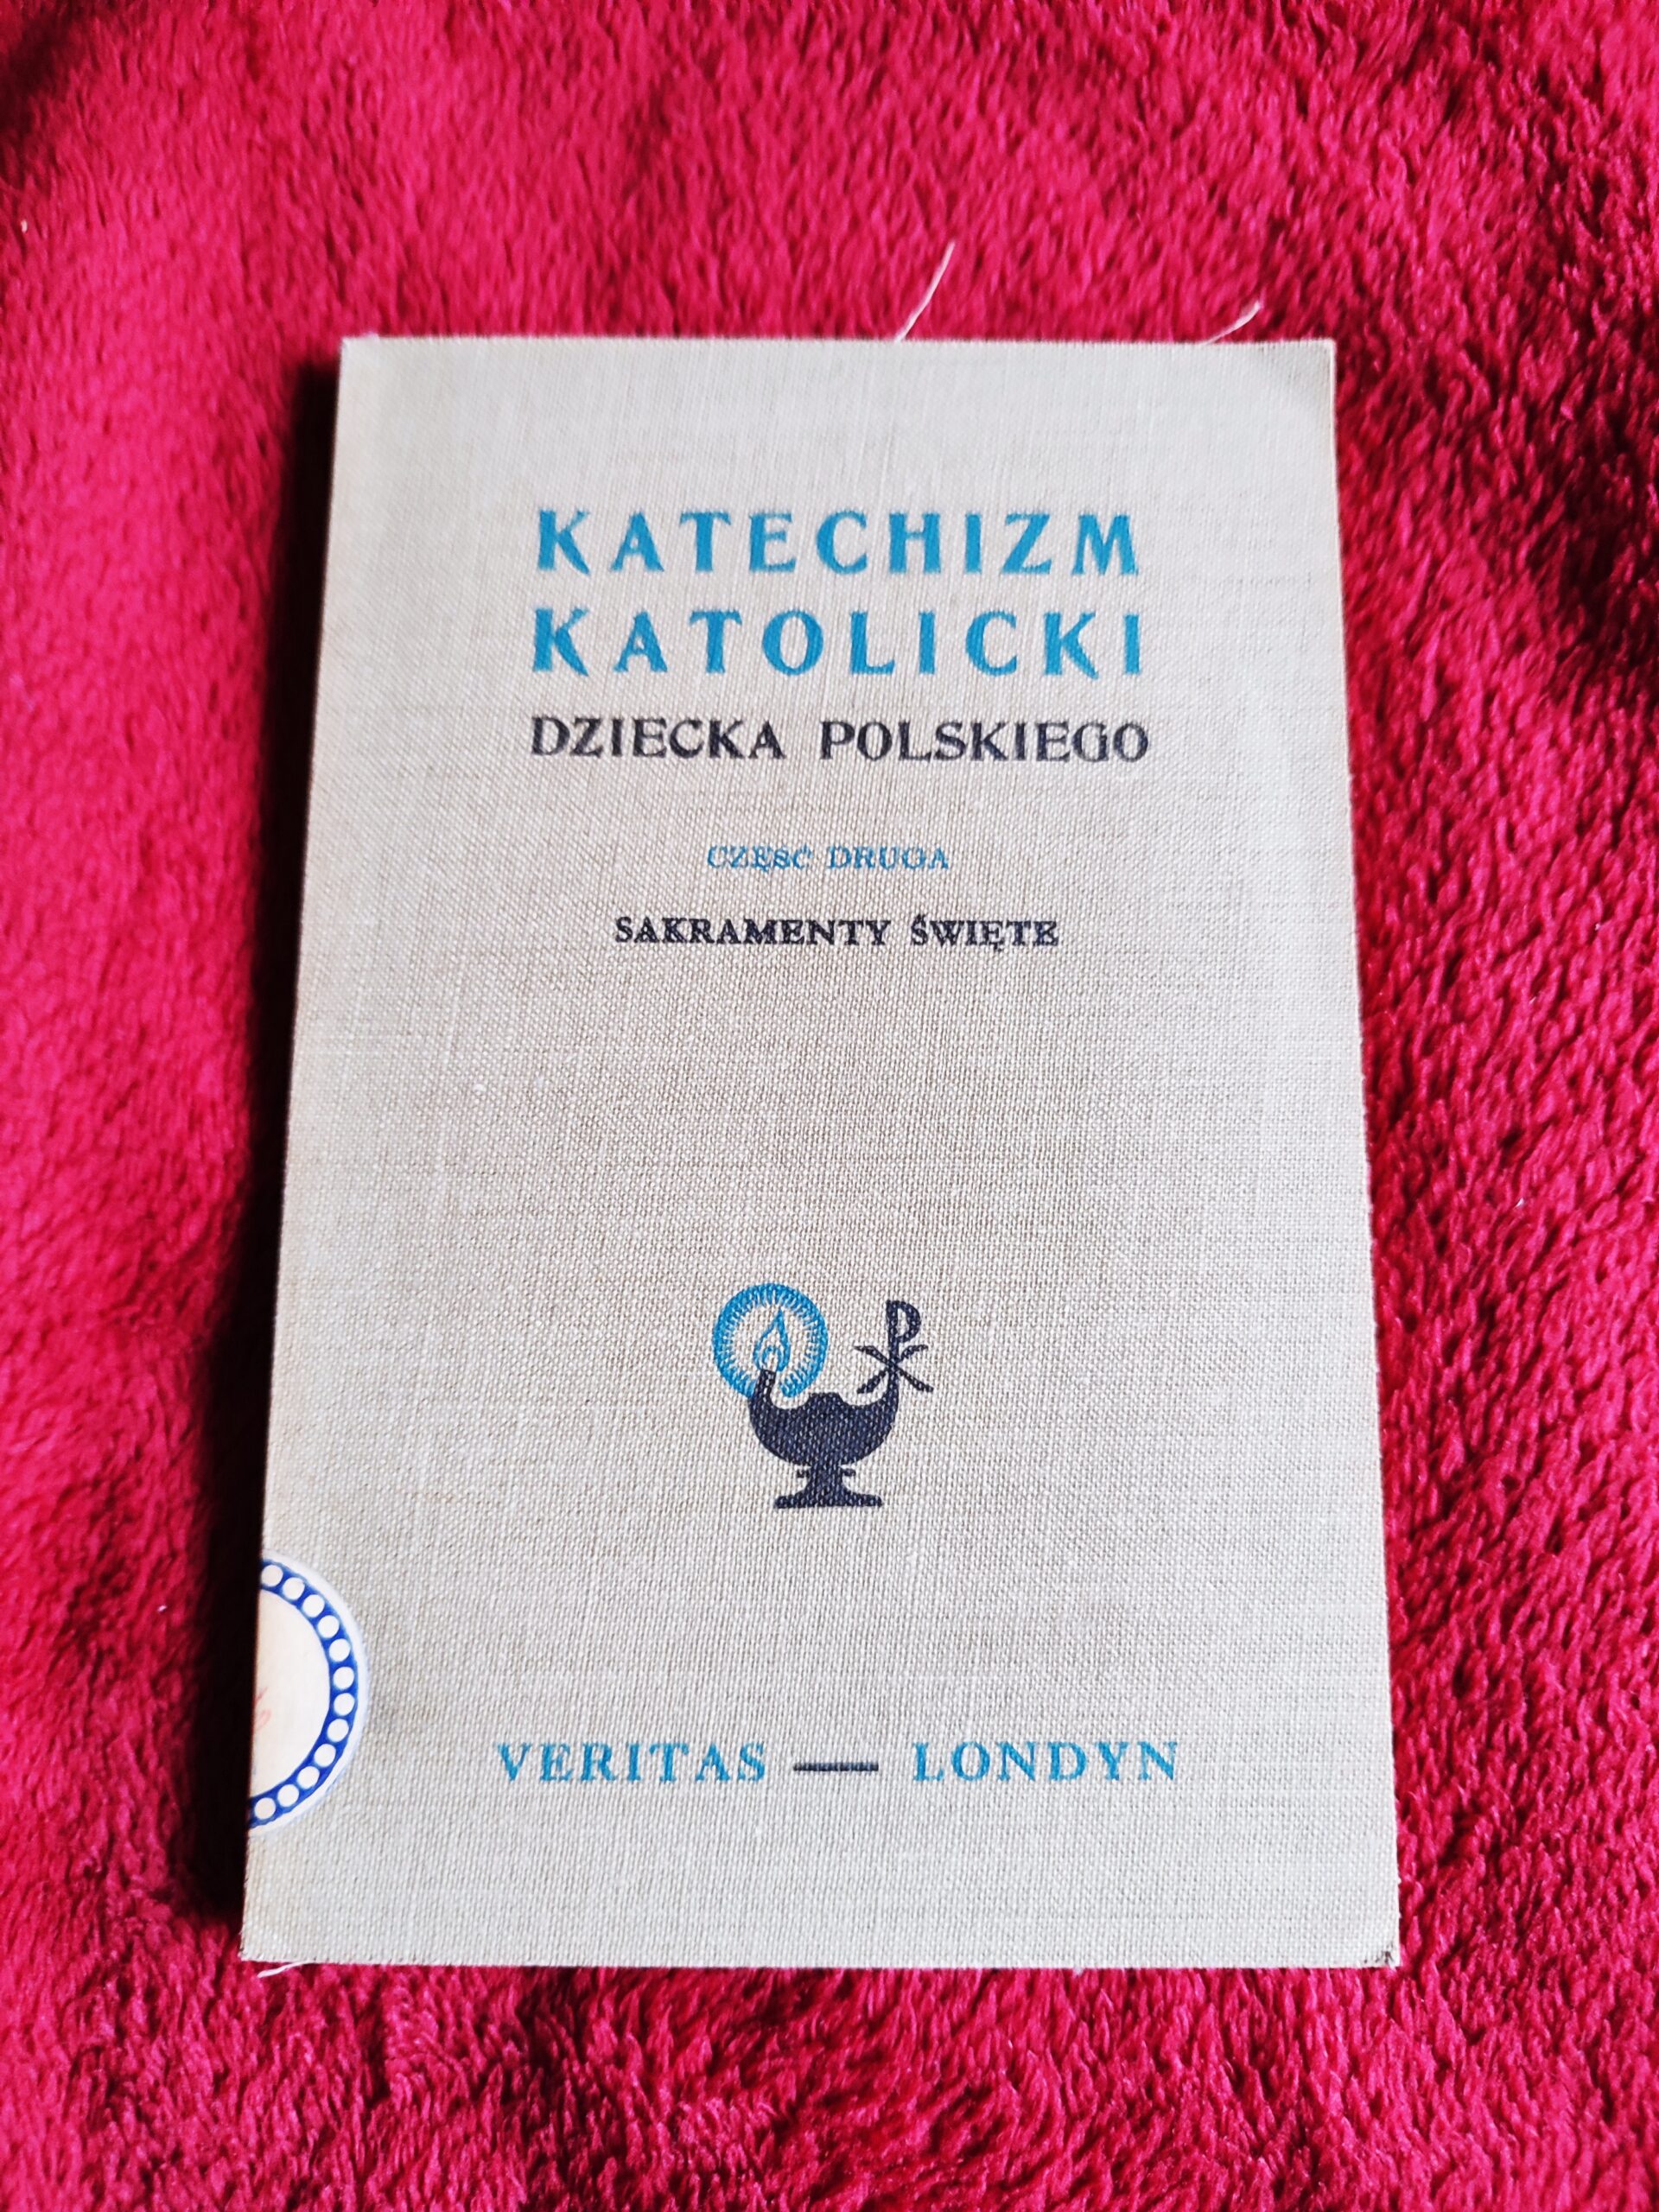 KATECHIZM
KATOLICKI
DZIECKA POLSKIEGO
CZĘŚĆ DRUGA
SAKRAMENTY ŚWIĘTE
VERITAS — LONDYN